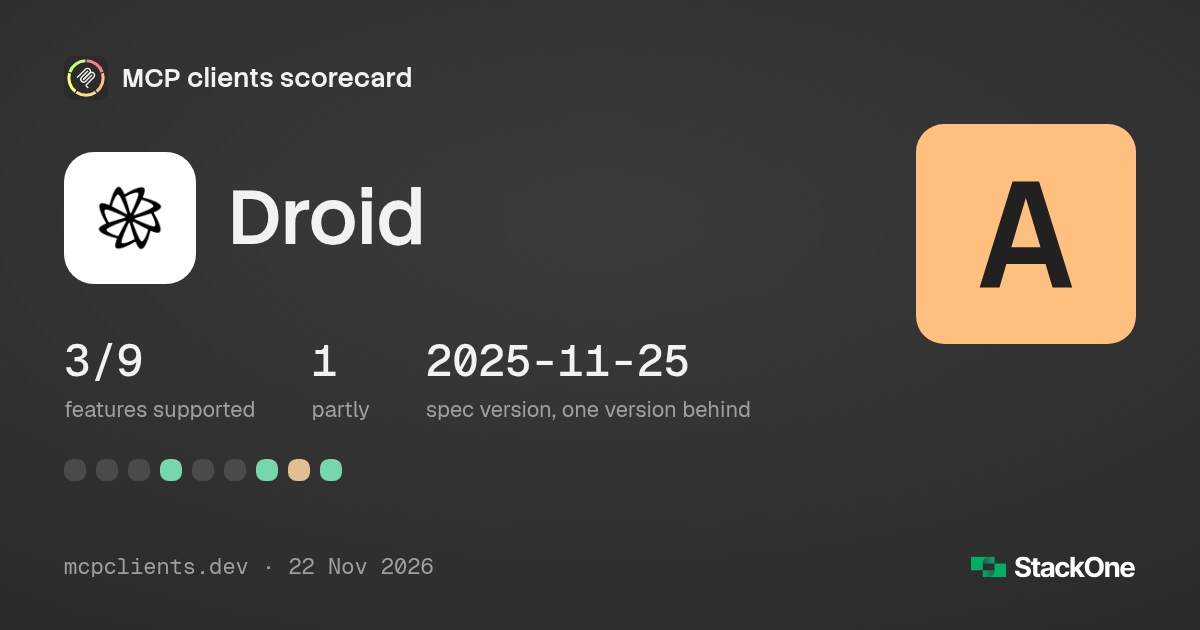 MCP clients scorecard
Droid
A
3/9
features supported
1
partly
2025-11-25
spec version, one version behind
mcpclients.dev · 22 Nov 2026
StackOne